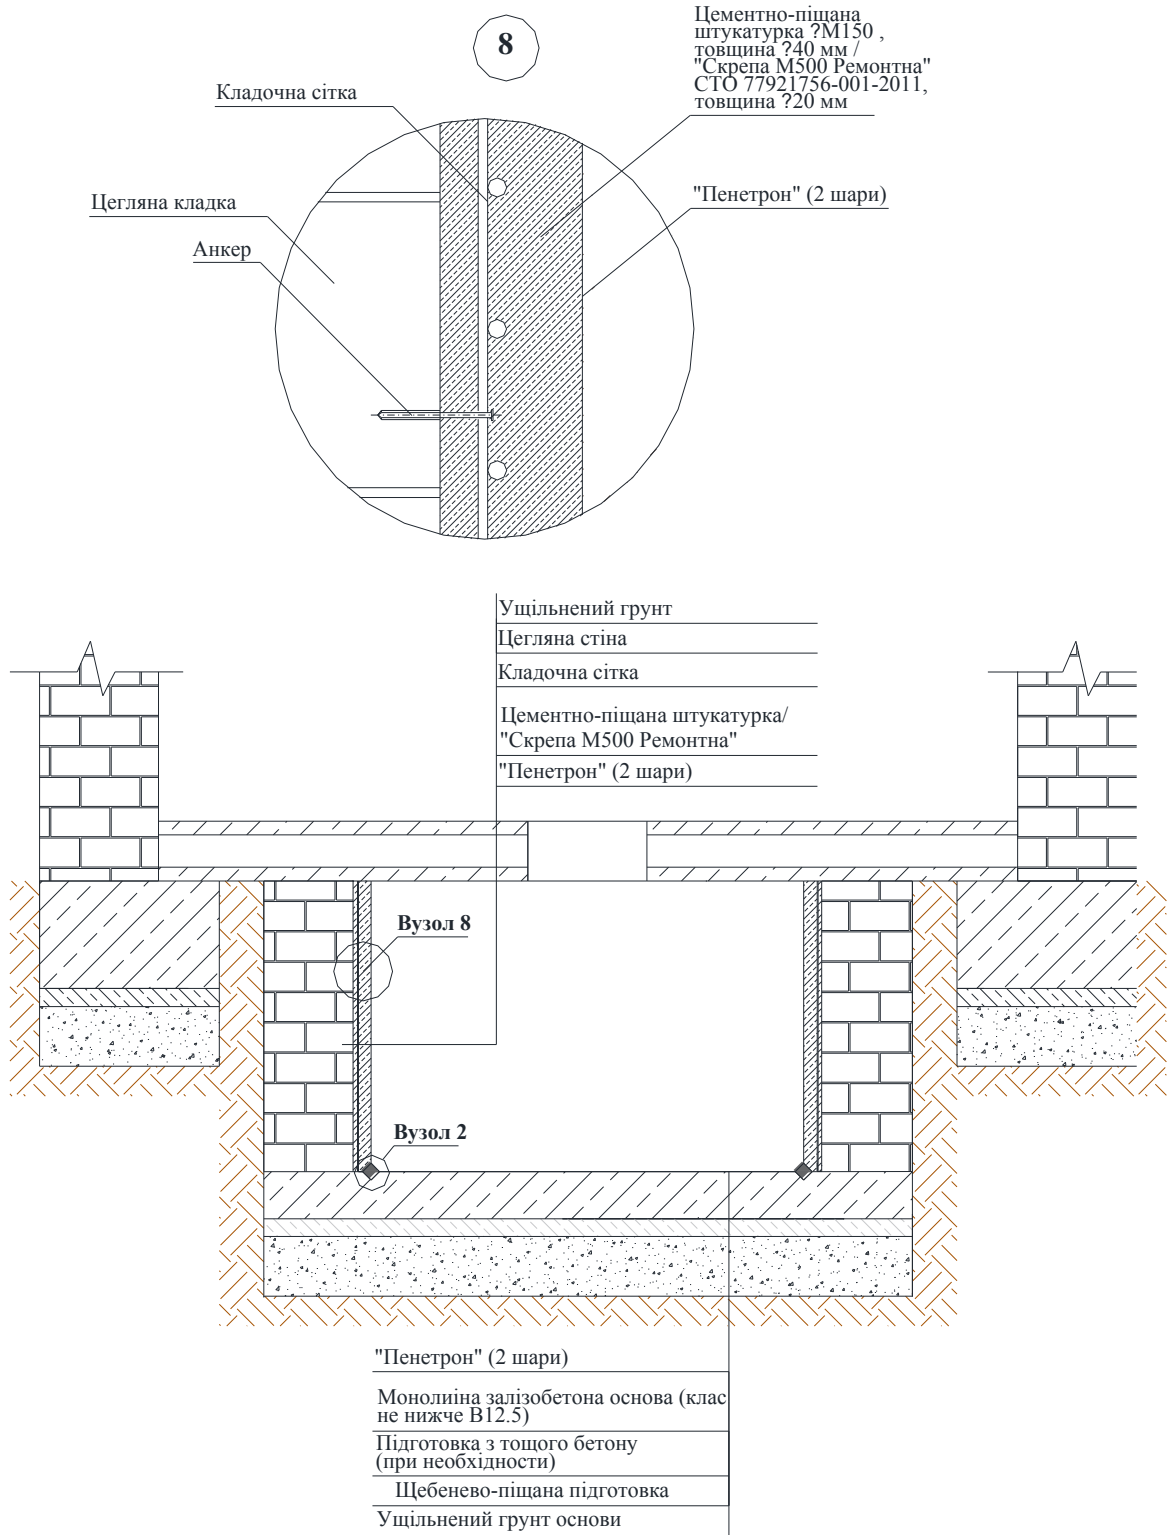 8
Цементно-піщана
штукатурка ?М150 ,
товщина ?40 мм /
"Скрепа М500 Ремонтна"
СТО 77921756-001-2011,
товщина ?20 мм
Кладочна сітка
"Пенетрон" (2 шари)
Цегляна кладка
Анкер
Ущільнений грунт
Цегляна стіна
Кладочна сітка
Цементно-піщана штукатурка/
"Скрепа М500 Ремонтна"
"Пенетрон" (2 шари)
Вузол 8
Вузол 2
"Пенетрон" (2 шари)
Монолиіна залізобетона основа (клас
не нижче В12.5)
Підготовка з тощого бетону
(при необхідности)
Щебенево-піщана підготовка
Ущільнений грунт основи